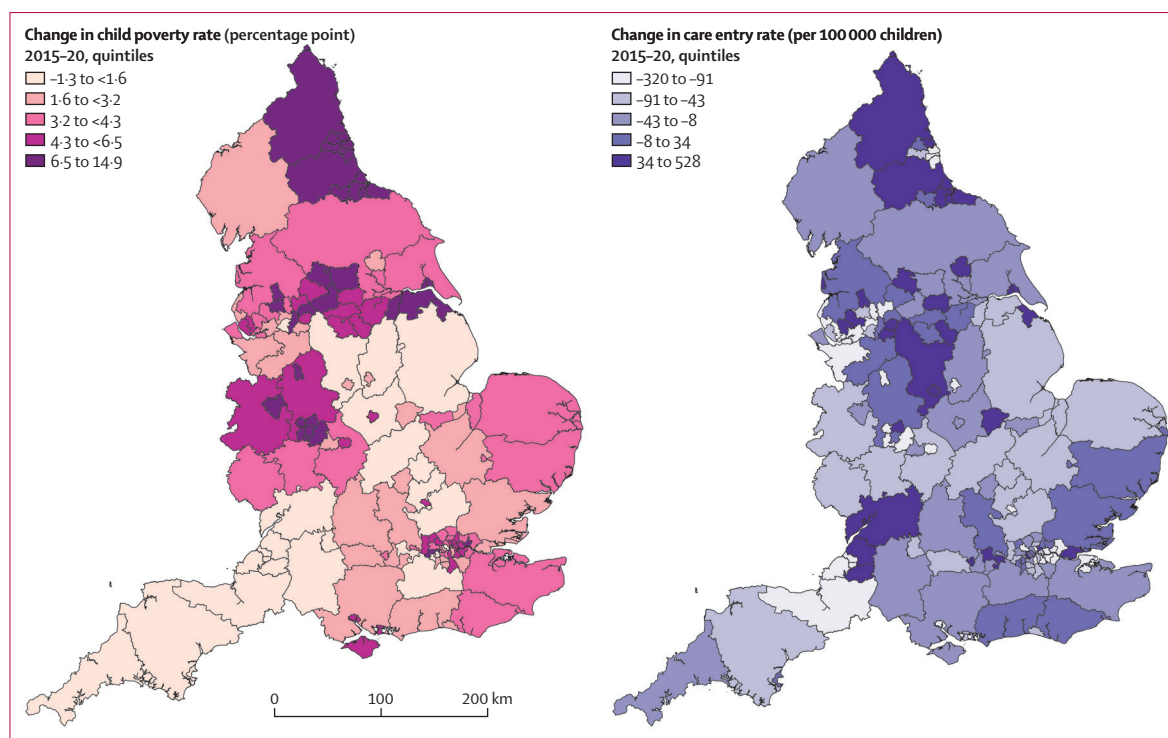 Change in child poverty rate (percentage point)
2015–20, quintiles
–1·3 to <1·6
1·6 to <3·2
3·2 to <4·3
4·3 to <6·5
6·5 to 14·9
0 100 200 km
Change in care entry rate (per 100 000 children)
2015–20, quintiles
–320 to –91
–91 to –43
–43 to –8
–8 to 34
34 to 528